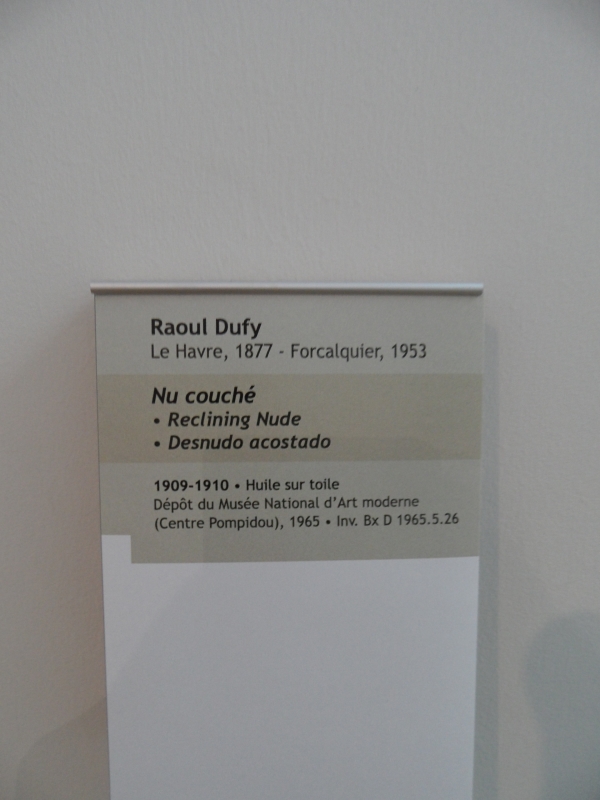 Raoul Dufy
Le Havre, 1877 - Forcalquier, 1953
Nu couché
• Reclining Nude
• Desnudo acostado
1909-1910 • Huile sur toile
Dépôt du Musée National d'Art moderne
(Centre Pompidou), 1965 • Inv. Bx D 1965.5.26